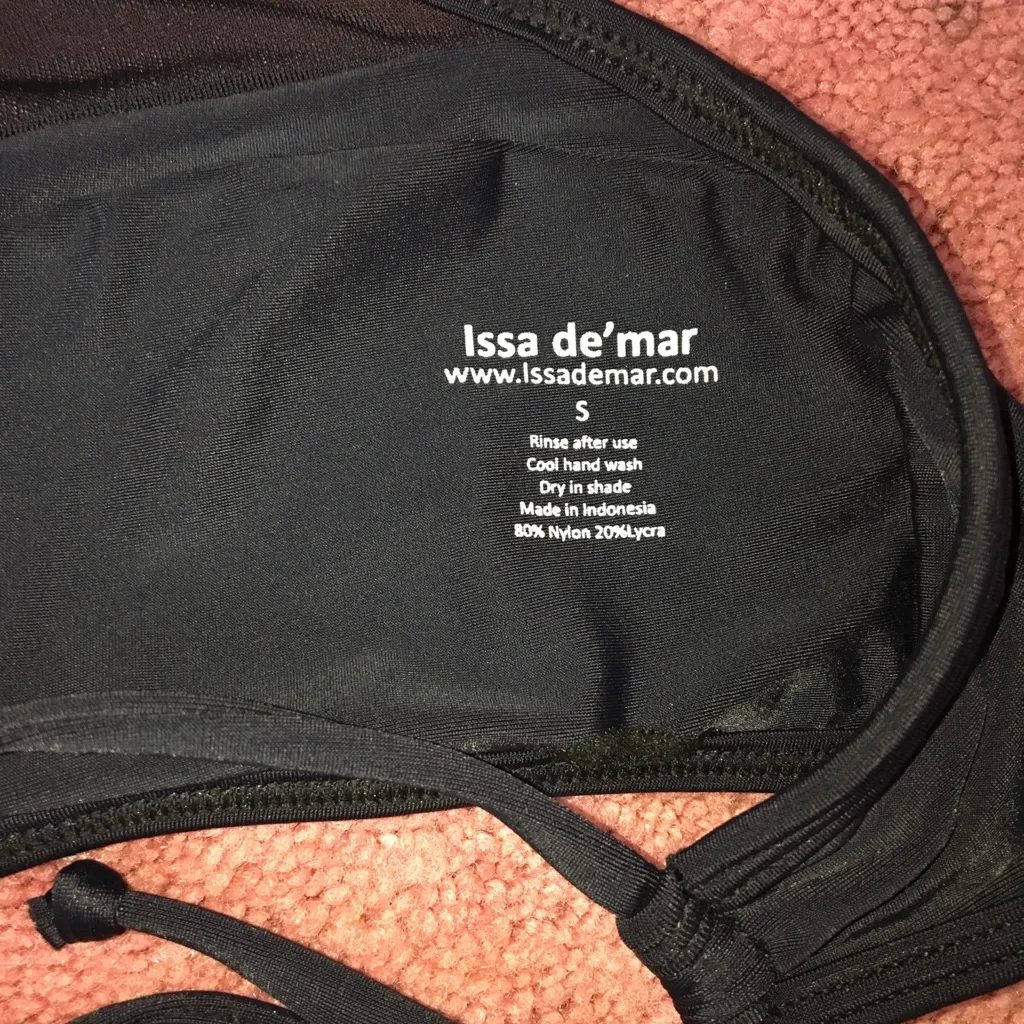 Issa de'mar
www.Issademar.com
S
Rinse after use
Cool hand wash
Dry in shade
Made in Indonesia
80% Nylon 20%Lycra